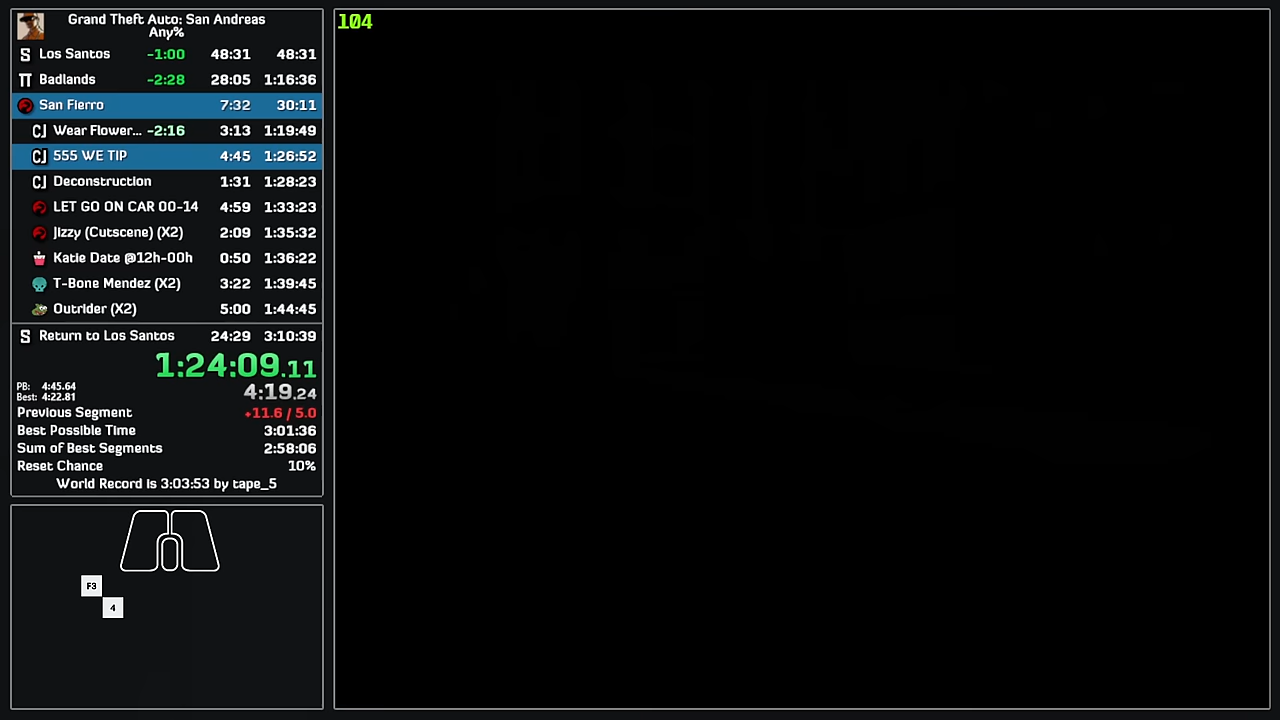 Grand Theft Auto: San Andreas
Any%
104
S Los Santos -1:00 48:31 48:31
Badlands -2:28 28:05 1:16:36
San Fierro 7:32 30:11
CJ Wear Flower... -2:16 3:13 1:19:49
CJ 555 WE TIP 4:45 1:26:52
CJ Deconstruction 1:31 1:28:23
LET GO ON CAR 00-14 4:59 1:33:23
Jizzy (Cutscene) (X2) 2:09 1:35:32
Katie Date @12h-00h 0:50 1:36:22
T-Bone Mendez (X2) 3:22 1:39:45
Outrider (X2) 5:00 1:44:45
S Return to Los Santos 24:29 3:10:39
1:24:09.11
PB: 4:45.64
Best: 4:22.81
4:19.24
Previous Segment +11.6 / 5.0
Best Possible Time 3:01:36
Sum of Best Segments 2:58:06
Reset Chance 10%
World Record is 3:03:53 by tape_5
F3
4